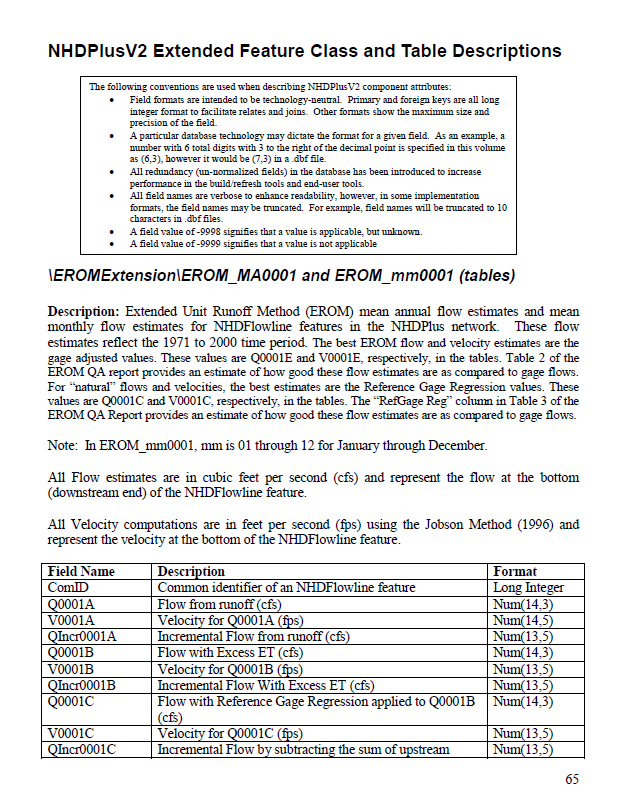 NHDPlusV2 Extended Feature Class and Table Descriptions
The following conventions are used when describing NHDPlusV2 component attributes:
• Field formats are intended to be technology-neutral. Primary and foreign keys are all long
integer format to facilitate relates and joins. Other formats show the maximum size and
precision of the field.
• A particular database technology may dictate the format for a given field. As an example, a
number with 6 total digits with 3 to the right of the decimal point is specified in this volume
as (6,3), however it would be (7,3) in a .dbf file.
• All redundancy (un-normalized fields) in the database has been introduced to increase
performance in the build/refresh tools and end-user tools.
• All field names are verbose to enhance readability, however, in some implementation
formats, the field names may be truncated. For example, field names will be truncated to 10
characters in .dbf files.
• A field value of -9998 signifies that a value is applicable, but unknown.
• A field value of -9999 signifies that a value is not applicable
\EROMExtension\EROM_MA0001 and EROM_mm0001 (tables)
Description: Extended Unit Runoff Method (EROM) mean annual flow estimates and mean
monthly flow estimates for NHDFlowline features in the NHDPlus network. These flow
estimates reflect the 1971 to 2000 time period. The best EROM flow and velocity estimates are the
gage adjusted values. These values are Q0001E and V0001E, respectively, in the tables. Table 2 of the
EROM QA report provides an estimate of how good these flow estimates are as compared to gage flows.
For “natural” flows and velocities, the best estimates are the Reference Gage Regression values. These
values are Q0001C and V0001C, respectively, in the tables. The “RefGage Reg” column in Table 3 of the
EROM QA Report provides an estimate of how good these flow estimates are as compared to gage flows.
Note: In EROM_mm0001, mm is 01 through 12 for January through December.
All Flow estimates are in cubic feet per second (cfs) and represent the flow at the bottom
(downstream end) of the NHDFlowline feature.
All Velocity computations are in feet per second (fps) using the Jobson Method (1996) and
represent the velocity at the bottom of the NHDFlowline feature.
Field Name Description Format
ComID Common identifier of an NHDFlowline feature Long Integer
Q0001A Flow from runoff (cfs) Num(14,3)
V0001A Velocity for Q0001A (fps) Num(14,5)
QIncr0001A Incremental Flow from runoff (cfs) Num(13,5)
Q0001B Flow with Excess ET (cfs) Num(14,3)
V0001B Velocity for Q0001B (fps) Num(13,5)
QIncr0001B Incremental Flow With Excess ET (cfs) Num(13,5)
Q0001C Flow with Reference Gage Regression applied to Q0001B Num(14,3)
(cfs)
V0001C Velocity for Q0001C (fps) Num(13,5)
QIncr0001C Incremental Flow by subtracting the sum of upstream Num(13,5)
65